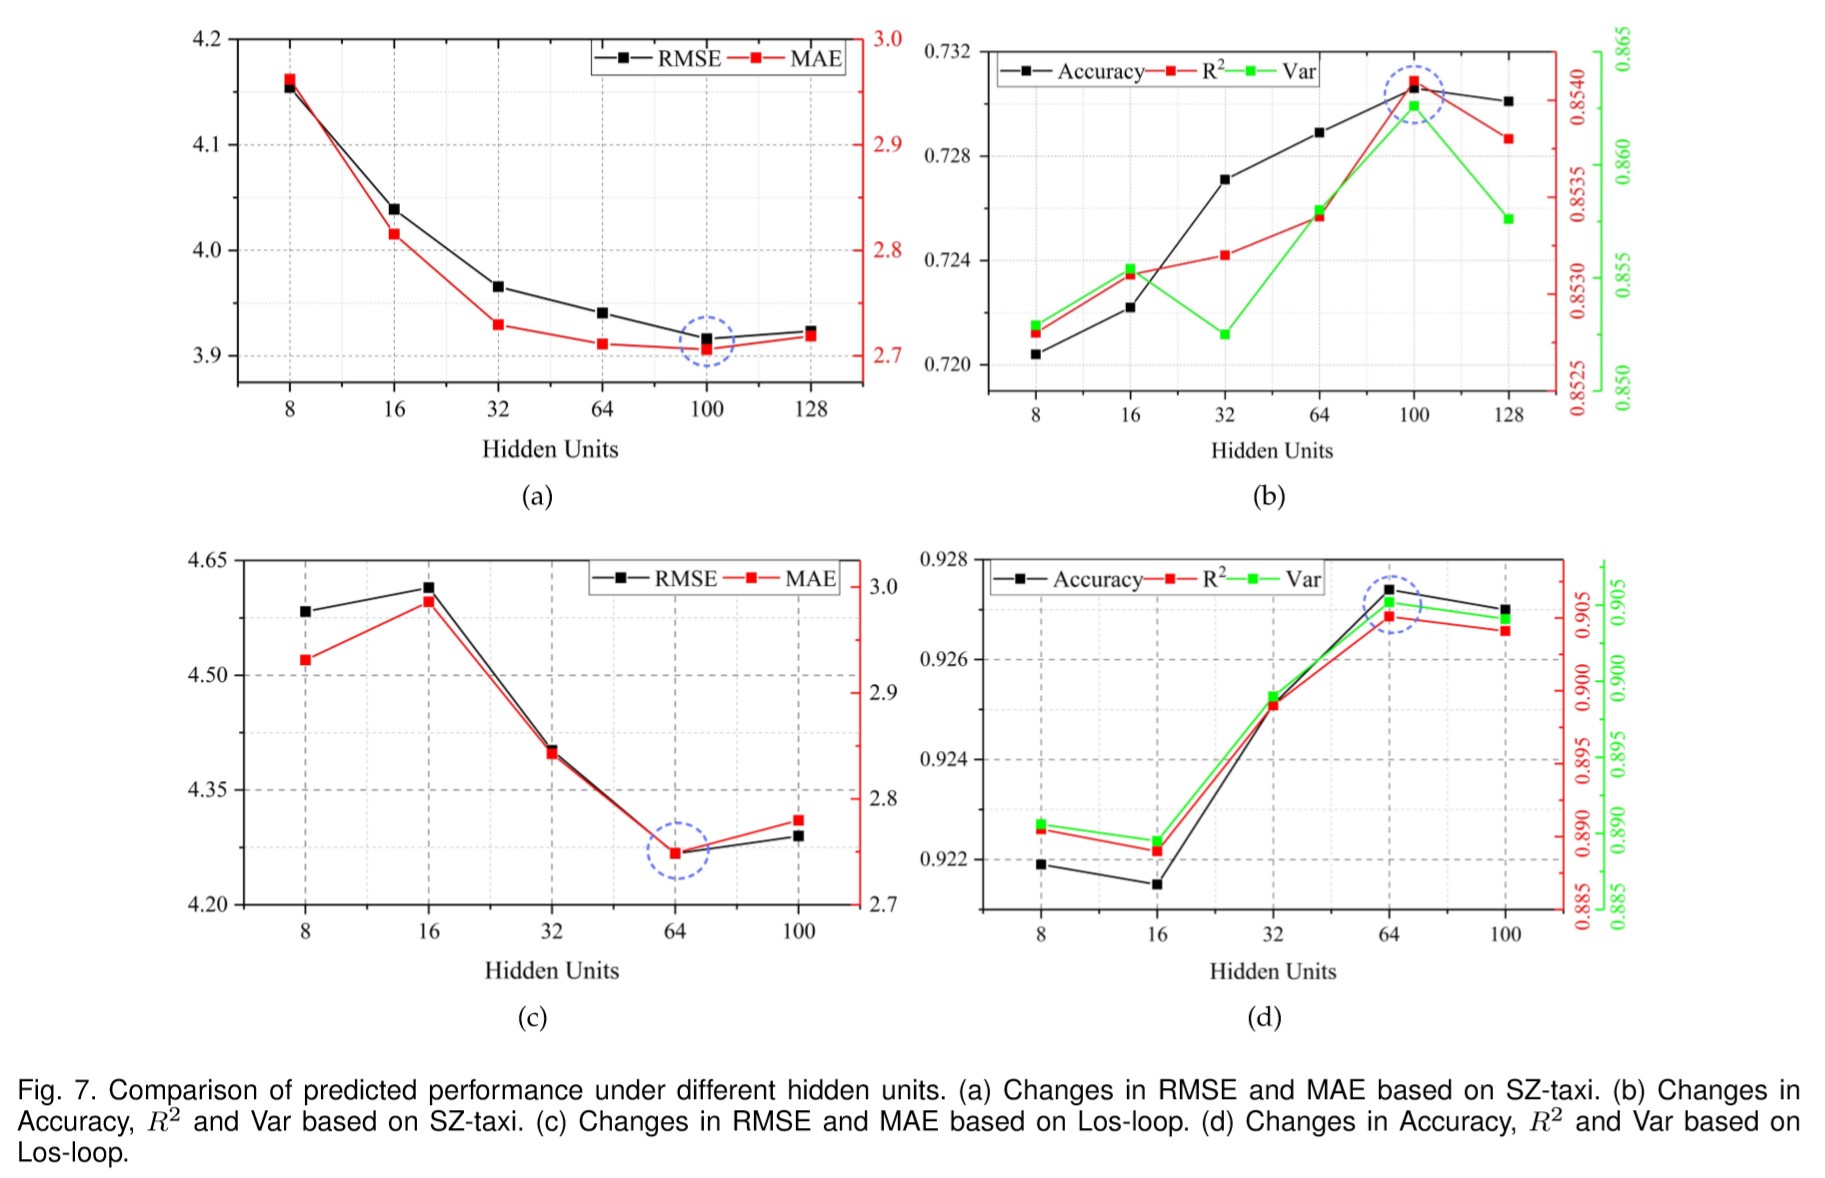 4.2
4.1
4.0
3.9
RMSE MAE
3.0
2.9
2.8
2.7
8 16 32 64 100 128
Hidden Units
(a)
0.732
0.728
0.724
0.720
Accuracy R² Var
0.8540
0.8535
0.8530
0.8525
0.865
0.860
0.855
0.850
8 16 32 64 100 128
Hidden Units
(b)
4.65
4.50
4.35
4.20
RMSE MAE
3.0
2.9
2.8
2.7
8 16 32 64 100
Hidden Units
(c)
0.928
0.926
0.924
0.922
Accuracy R² Var
0.905
0.900
0.895
0.890
0.885
0.905
0.900
0.895
0.890
0.885
8 16 32 64 100
Hidden Units
(d)
Fig. 7. Comparison of predicted performance under different hidden units. (a) Changes in RMSE and MAE based on SZ-taxi. (b) Changes in
Accuracy, R² and Var based on SZ-taxi. (c) Changes in RMSE and MAE based on Los-loop. (d) Changes in Accuracy, R² and Var based on
Los-loop.